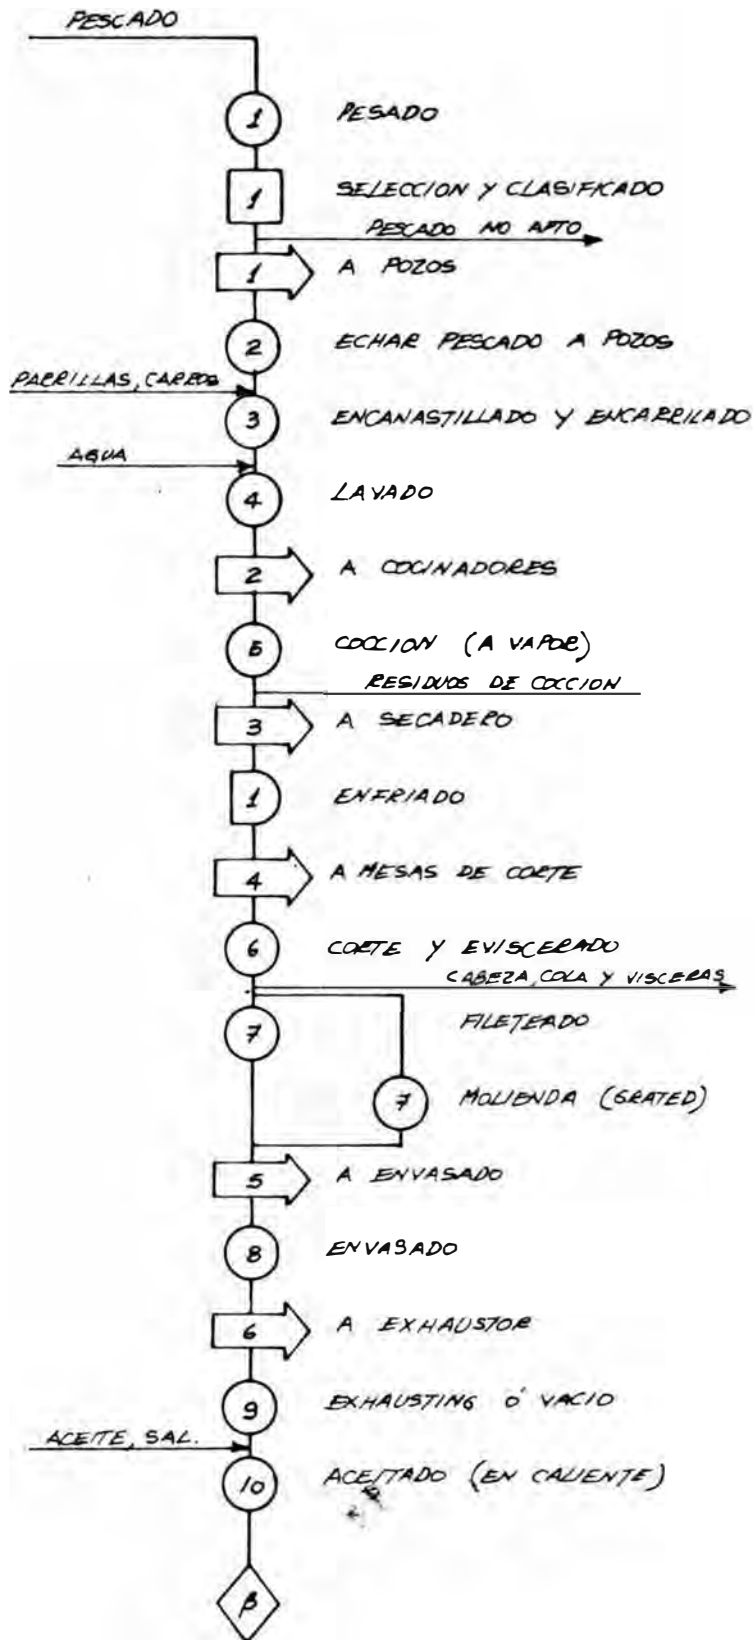 PESCADO
1 PESADO
1 SELECCION Y CLASIFICADO
PESCADO NO APTO
1 A POZOS
2 ECHAR PESCADO A POZOS
PARRILLAS, CARROS
3 ENCANASTILLADO Y ENCARRILADO
AGUA
4 LAVADO
2 A COCINADORES
5 COCCION (A VAPOR)
RESIDUOS DE COCCION
3 A SECADERO
1 ENFRIADO
4 A MESAS DE CORTE
6 CORTE Y EVISCERADO
CABEZA, COLA Y VISCERAS
7 FILETEADO
7 MOLIENDA (GRATED)
5 A ENVASADO
8 ENVASADO
6 A EXHAUSTOR
9 EXHAUSTING Ó VACIO
ACEITE, SAL.
10 ACEITADO (EN CALIENTE)
β